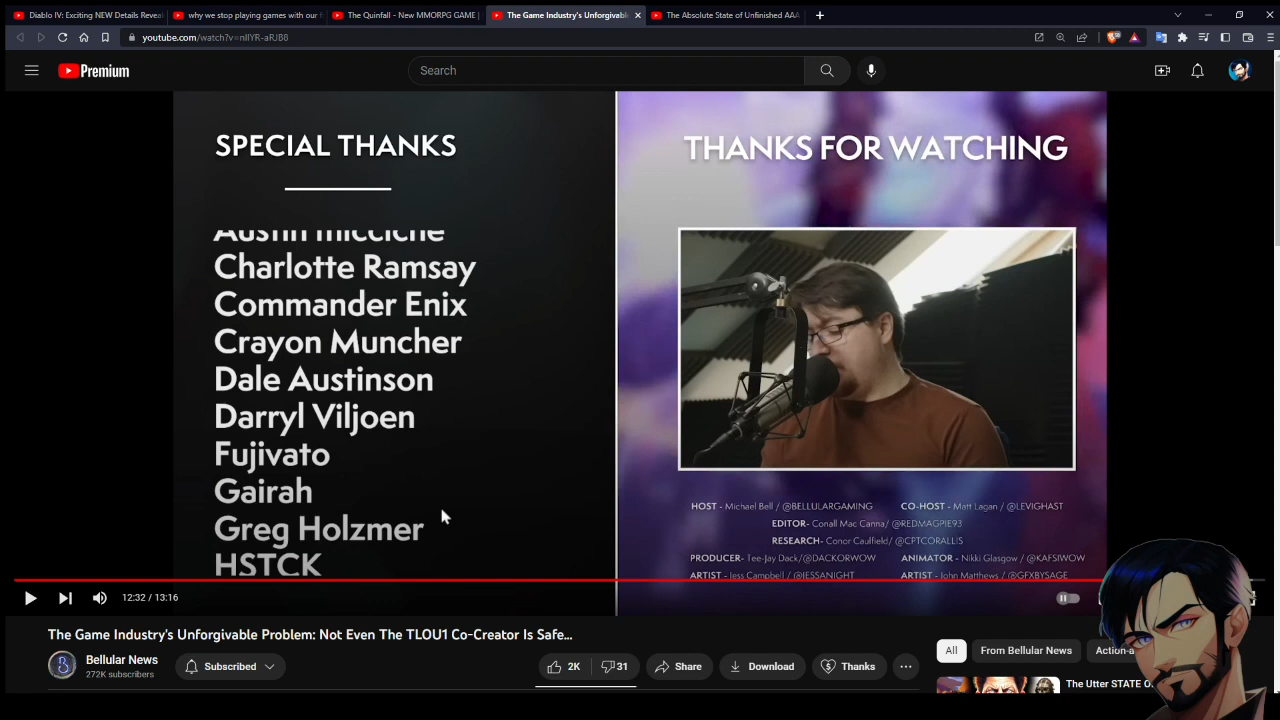 Diablo IV: Exciting NEW Details Reveal
why we stop playing games with our f
The Quinfall - New MMORPG GAME
The Game Industry's Unforgivable
The Absolute State of Unfinished AAA
youtube.com/watch?v=nIlYR-aRJB8
Premium
Search
SPECIAL THANKS
THANKS FOR WATCHING
Austin Micciche
Charlotte Ramsay
Commander Enix
Crayon Muncher
Dale Austinson
Darryl Viljoen
Fujivato
Gairah
Greg Holzmer
HSTCK
HOST - Michael Bell / @BELLULARGAMING
CO-HOST - Matt Lagan / @LEVIGHAST
EDITOR- Conall Mac Canna/ @REDMAGPIE93
RESEARCH- Conor Caulfield/ @CPTCORALLIS
PRODUCER- Tee-Jay Dack/@DACKORWOW
ANIMATOR- Nikki Glasgow / @KAFSIWOW
ARTIST - Jess Campbell / @JESSANIGHT
ARTIST - John Matthews / @GFXBYSAGE
12:32 / 13:16
The Game Industry's Unforgivable Problem: Not Even The TLOU1 Co-Creator Is Safe...
Bellular News
272K subscribers
Subscribed
2K
31
Share
Download
Thanks
All
From Bellular News
Action-a
The Utter STATE O